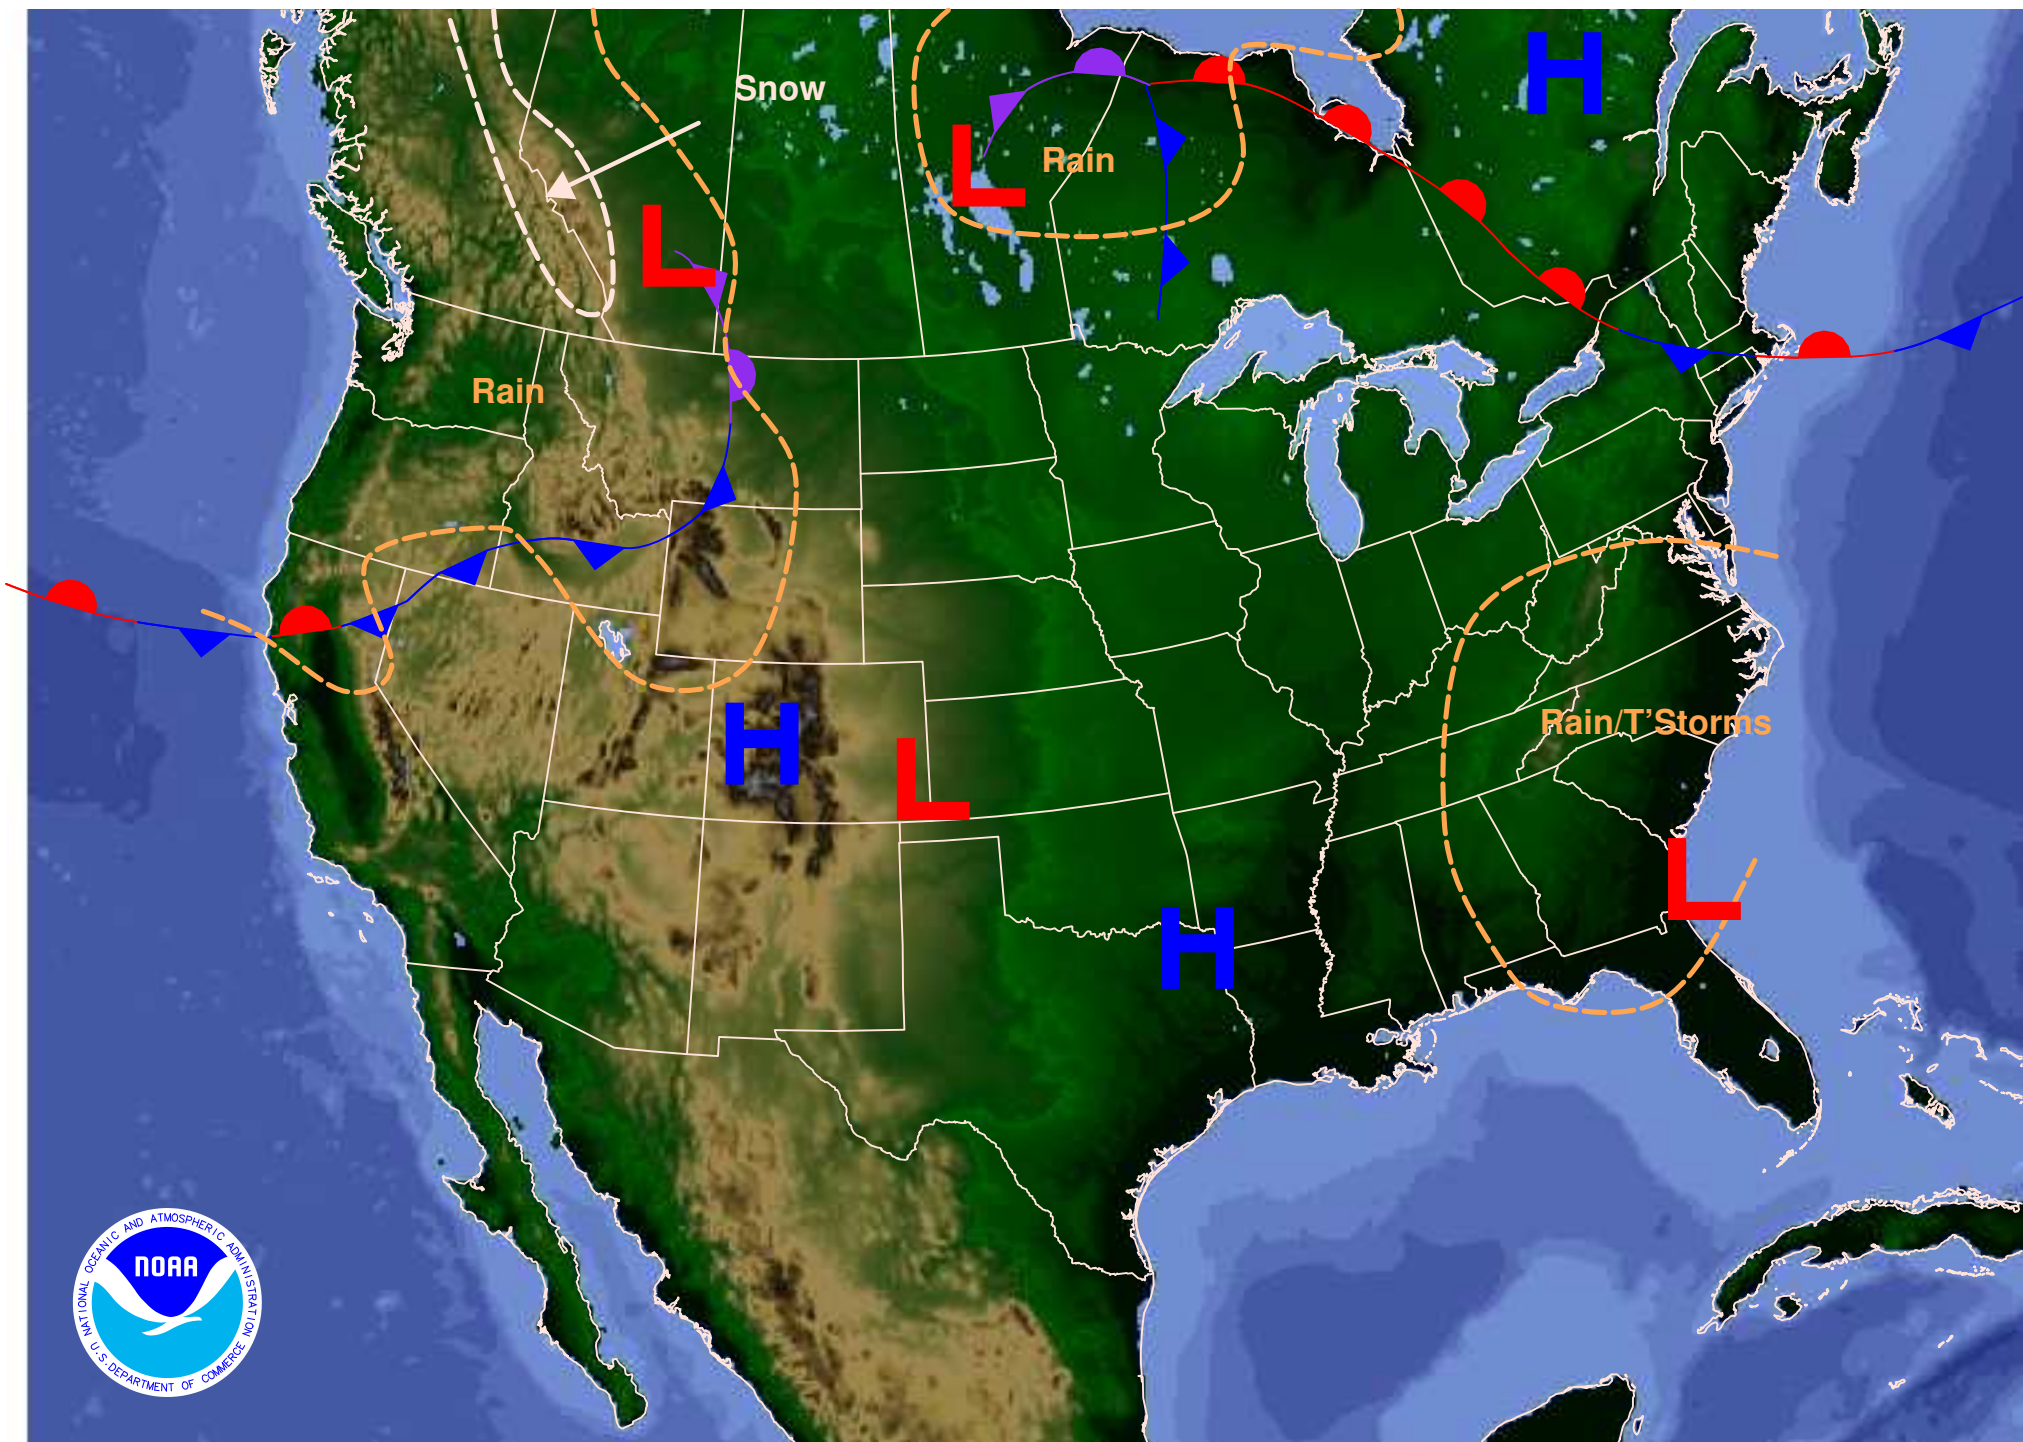 H
Snow
L
Rain
L
Rain
H
Rain/T'Storms
L
L
H
NOAA
NATIONAL OCEANIC AND ATMOSPHERIC ADMINISTRATION
U.S. DEPARTMENT OF COMMERCE